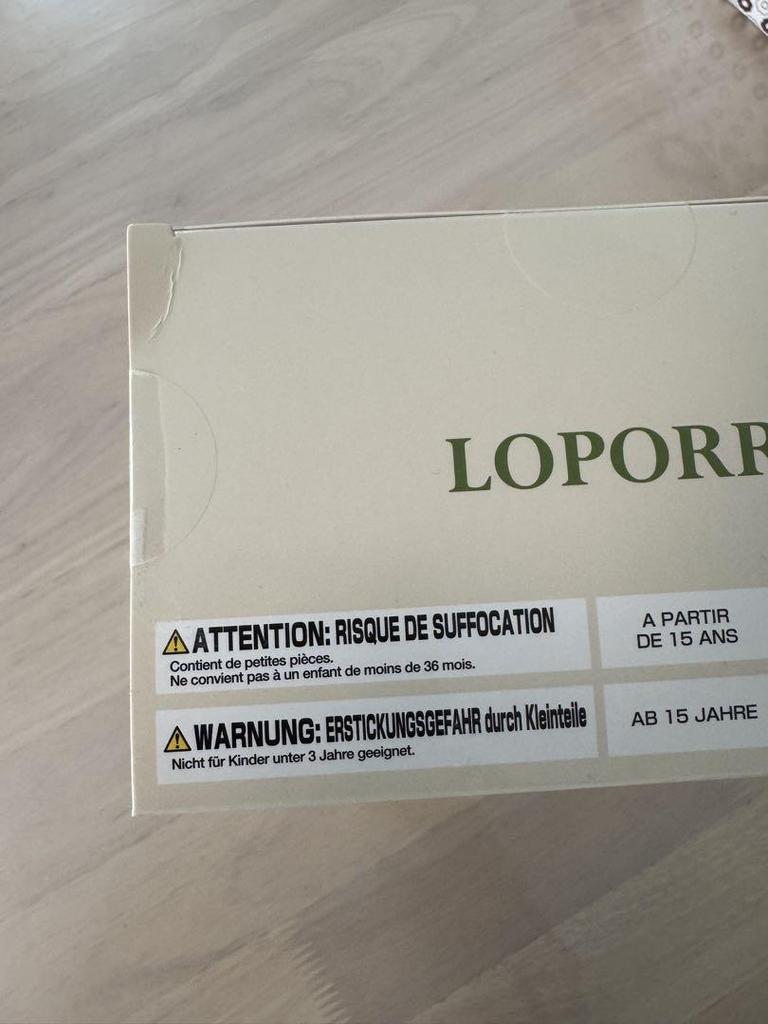 LOPORR
⚠ATTENTION: RISQUE DE SUFFOCATION
Contient de petites pièces.
Ne convient pas à un enfant de moins de 36 mois.
A PARTIR
DE 15 ANS
⚠WARNUNG: ERSTICKUNGSGEFAHR durch Kleinteile
Nicht für Kinder unter 3 Jahre geeignet.
AB 15 JAHRE